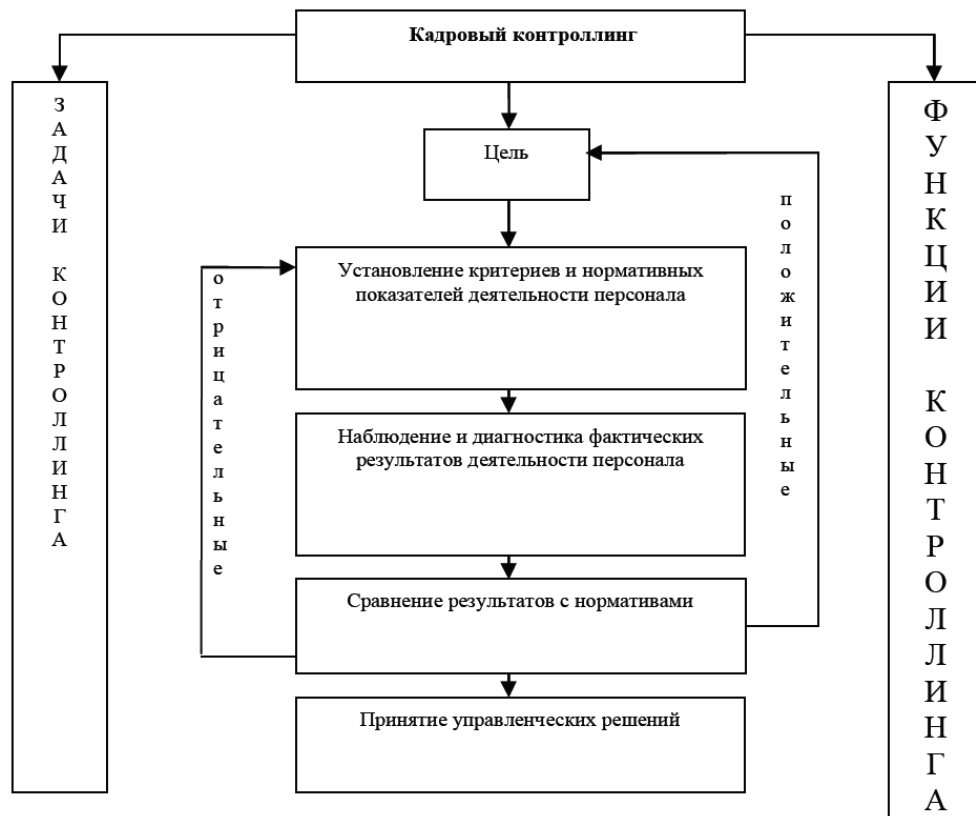 Кадровый контроллинг
ЗАДАЧИ КОНТРОЛЛИНГА
ФУНКЦИИ КОНТРОЛЛИНГА
Цель
положительные
отрицательные
Установление критериев и нормативных
показателей деятельности персонала
Наблюдение и диагностика фактических
результатов деятельности персонала
Сравнение результатов с нормативами
Принятие управленческих решений